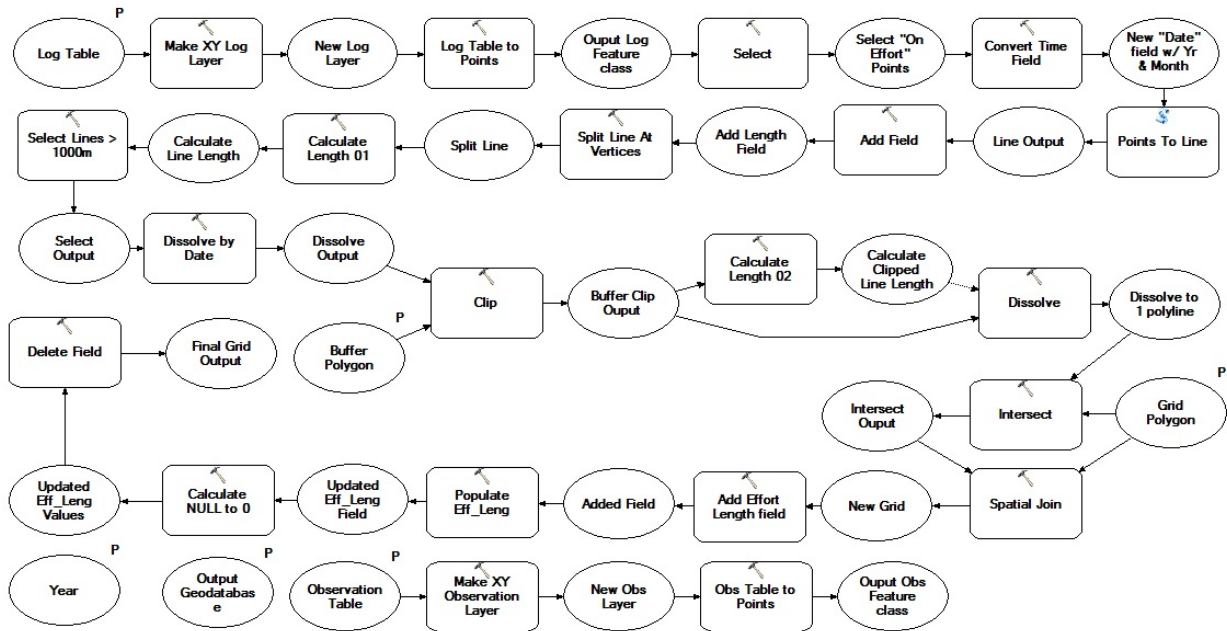 P
Log Table
Make XY Log
Layer
New Log
Layer
Log Table to
Points
Ouput Log
Feature
class
Select
Select "On
Effort"
Points
Convert Time
Field
New "Date"
field w/ Yr
& Month
Select Lines >
1000m
Calculate
Line Length
Calculate
Length 01
Split Line
Split Line At
Vertices
Add Length
Field
Add Field
Line Output
Points To Line
Select
Output
Dissolve by
Date
Dissolve
Output
Clip
Buffer Clip
Ouput
Calculate
Length 02
Calculate
Clipped
Line Length
Dissolve
Dissolve to
1 polyline
Delete Field
Final Grid
Output
P
Buffer
Polygon
Intersect
Ouput
Intersect
P
Grid
Polygon
Updated
Eff_Leng
Values
Calculate
NULL to 0
Updated
Eff_Leng
Field
Populate
Eff_Leng
Added Field
Add Effort
Length field
New Grid
Spatial Join
P
Year
P
Output
Geodatabas
e
P
Observation
Table
Make XY
Observation
Layer
New Obs
Layer
Obs Table to
Points
Ouput Obs
Feature
class